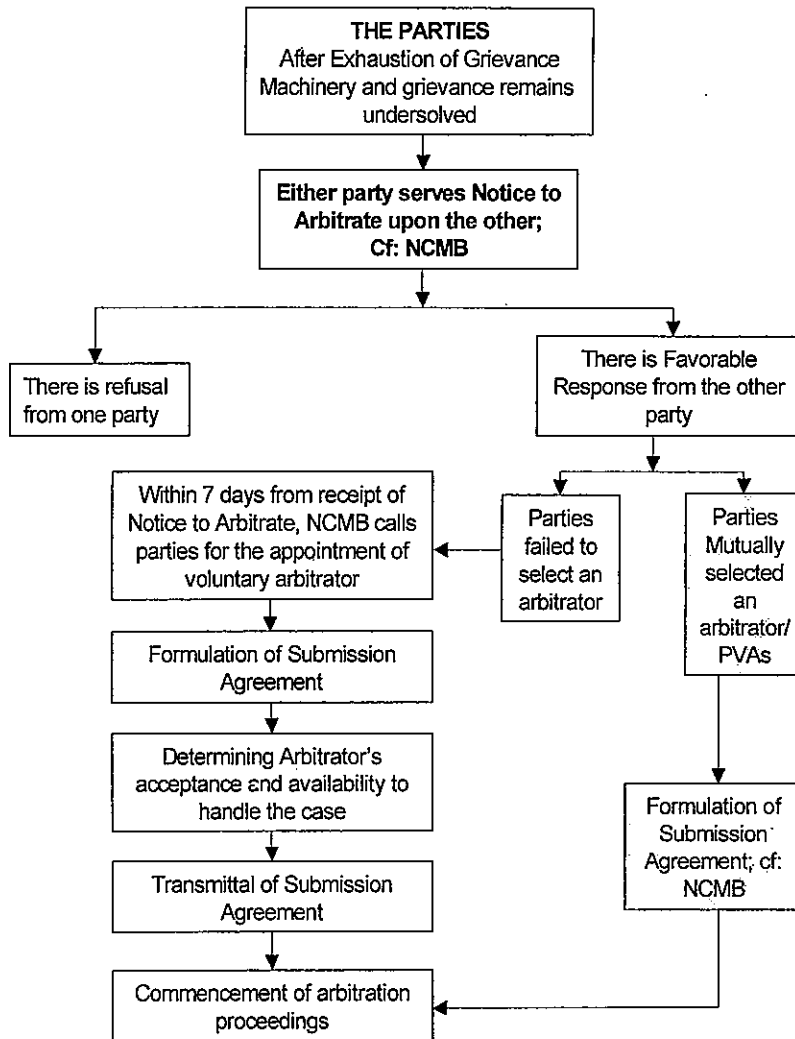 THE PARTIES
After Exhaustion of Grievance
Machinery and grievance remains
undersolved
Either party serves Notice to
Arbitrate upon the other;
Cf: NCMB
There is refusal
from one party
There is Favorable
Response from the other
party
Within 7 days from receipt of
Notice to Arbitrate, NCMB calls
parties for the appointment of
voluntary arbitrator
Parties
failed to
select an
arbitrator
Parties
Mutually
selected
an
arbitrator/
PVAs
Formulation of Submission
Agreement
Determining Arbitrator's
acceptance end availability to
handle the case
Formulation of
Submission
Agreement; cf:
NCMB
Transmittal of Submission
Agreement
Commencement of arbitration
proceedings